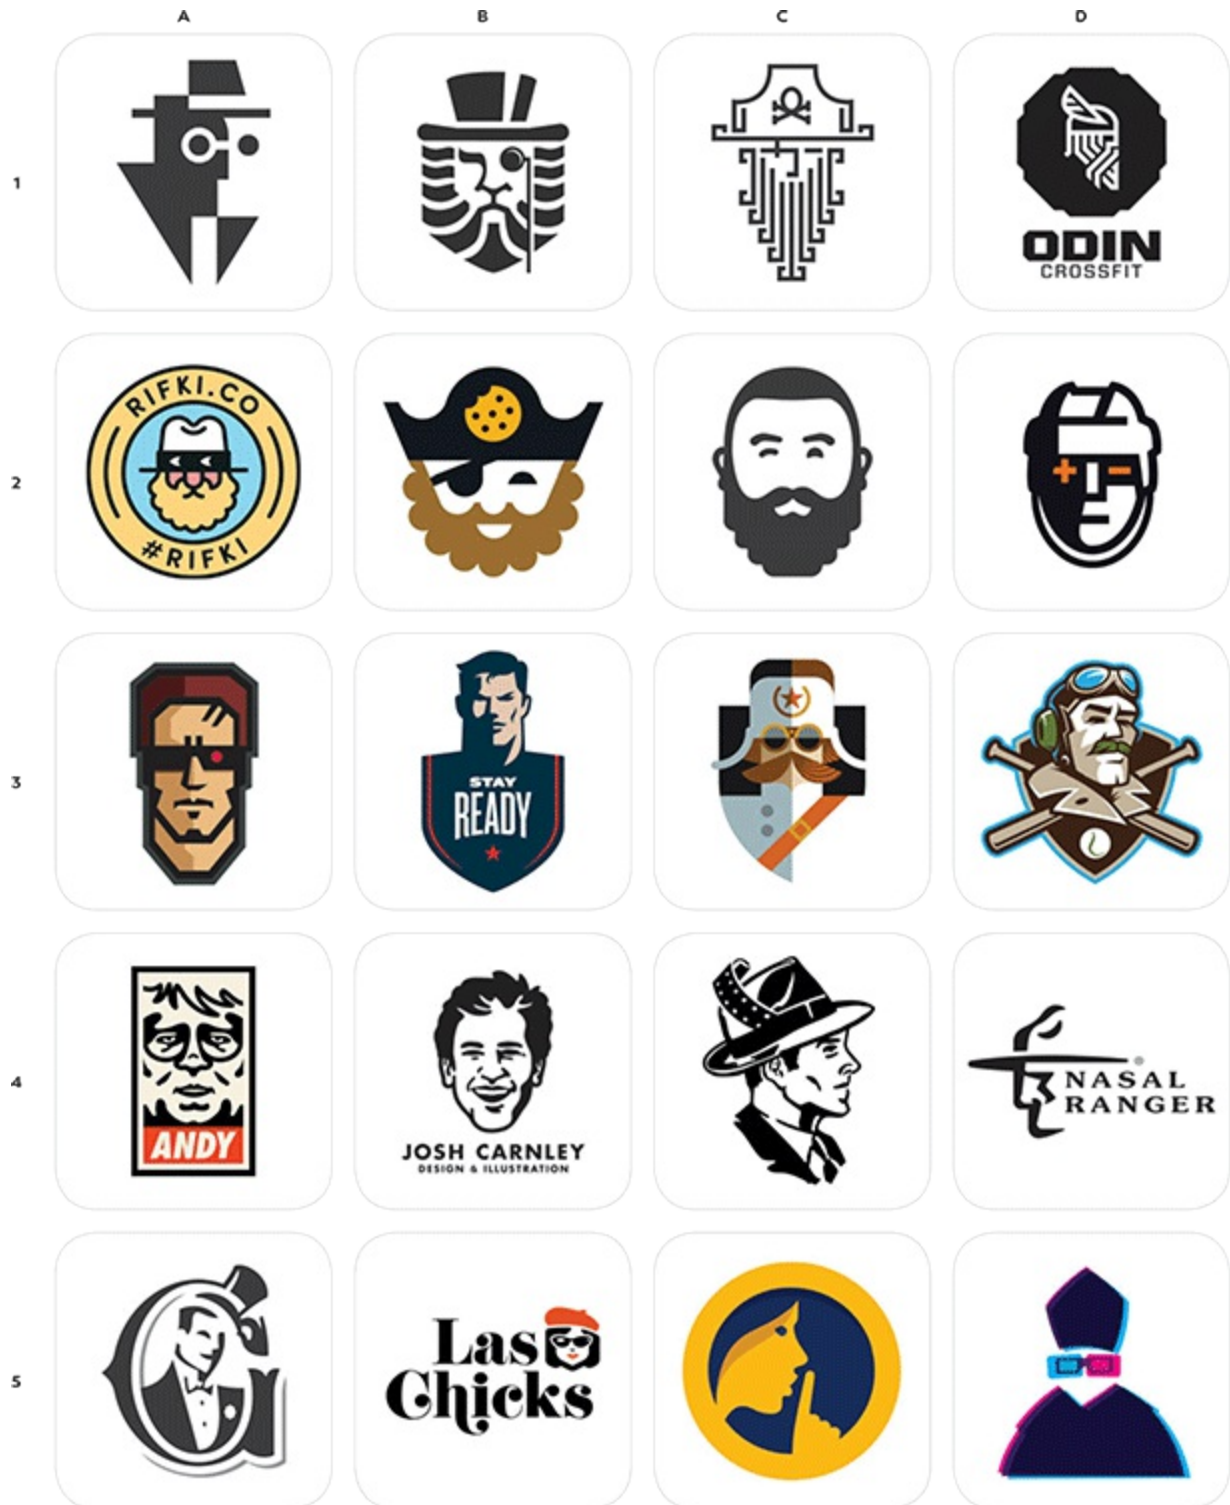 A B C D
1
ODIN
CROSSFIT
2
RIFKI.CO
#RIFKI
3
STAY
READY
4
ANDY
JOSH CARNLEY
DESIGN & ILLUSTRATION
NASAL
RANGER
5
G
Las
Chicks